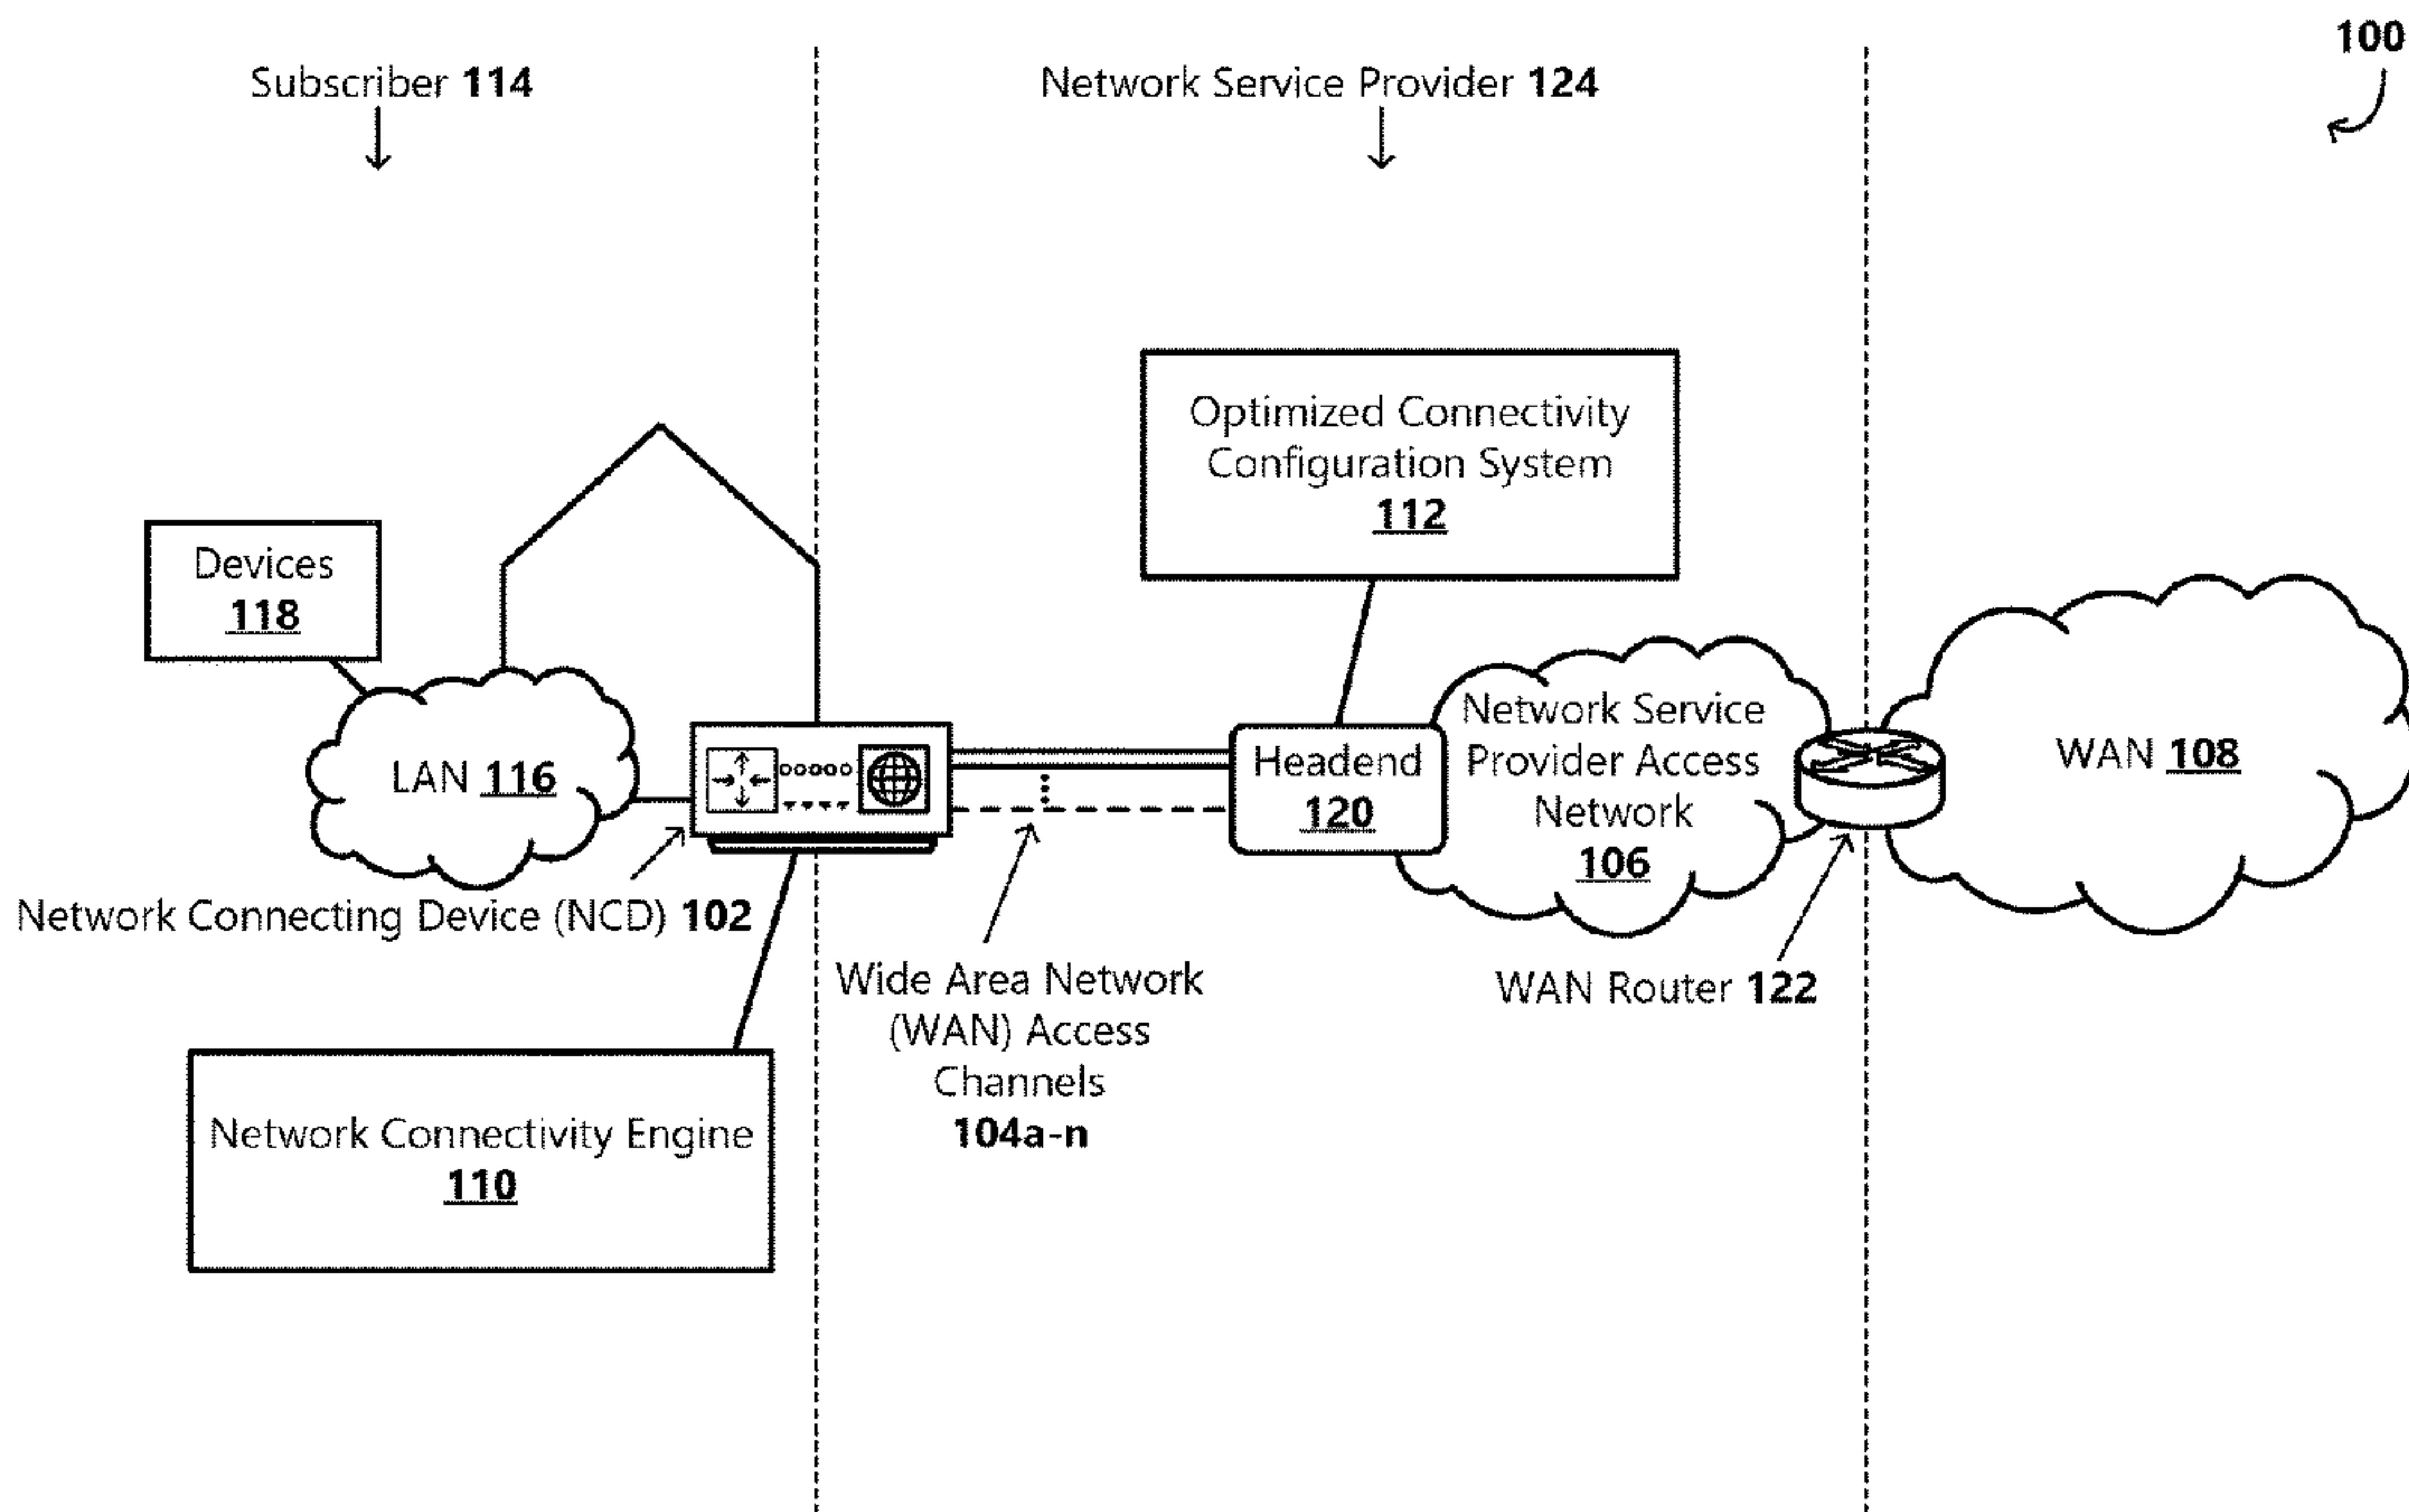 100
Subscriber 114
Network Service Provider 124
Optimized Connectivity
Configuration System
112
Devices
118
LAN 116
Headend
120
Network Service
Provider Access
Network
106
WAN 108
Network Connecting Device (NCD) 102
Wide Area Network
(WAN) Access
Channels
104a-n
WAN Router 122
Network Connectivity Engine
110